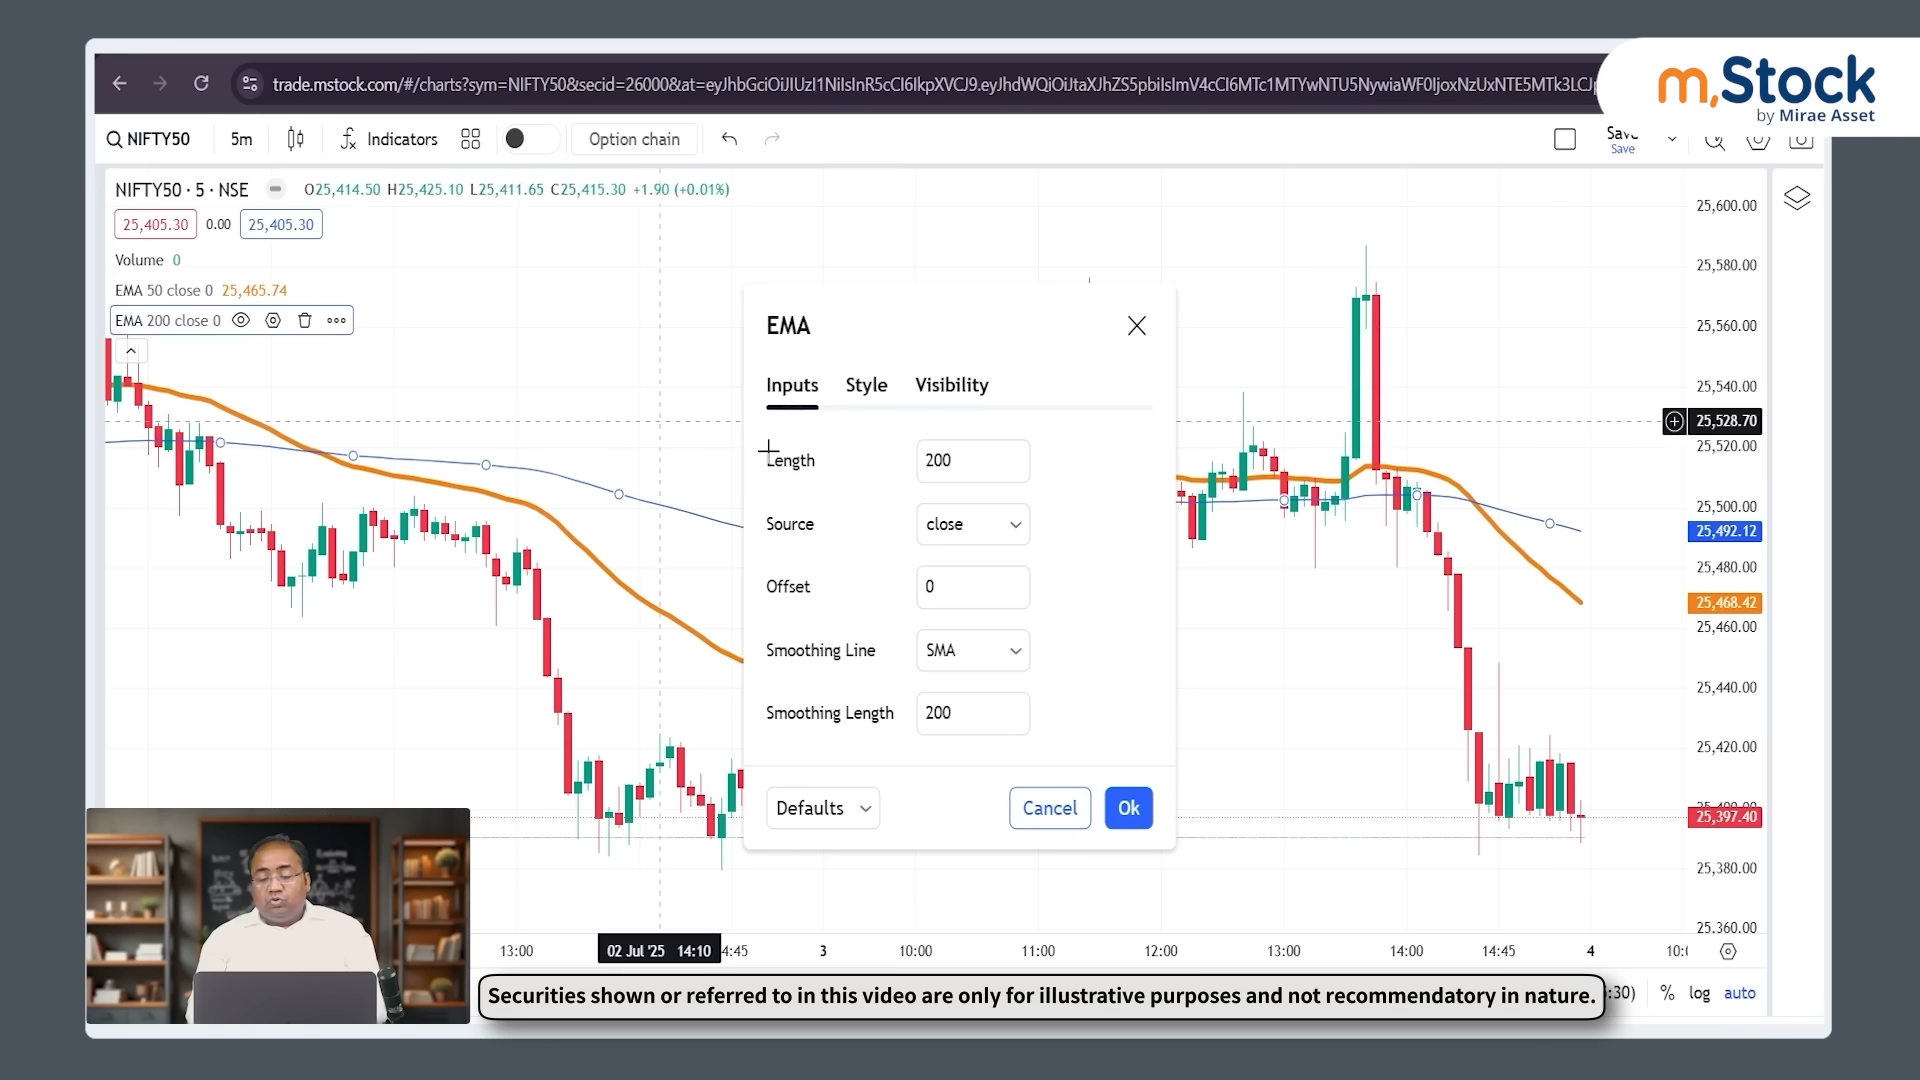 trade.mstock.com/#/charts?sym=NIFTY50&secid=26000&at=
m.Stock
by Mirae Asset
NIFTY50
5m
Indicators
Option chain
Save
Save
NIFTY50 · 5 · NSE
O25,414.50 H25,425.10 L25,411.65 C25,415.30 +1.90 (+0.01%)
25,405.30 0.00 25,405.30
Volume 0
EMA 50 close 0 25,465.74
EMA 200 close 0
EMA
Inputs Style Visibility
Length 200
Source close
Offset 0
Smoothing Line SMA
Smoothing Length 200
Defaults
Cancel
Ok
25,600.00
25,580.00
25,560.00
25,540.00
25,528.70
25,520.00
25,500.00
25,492.12
25,480.00
25,468.42
25,460.00
25,440.00
25,420.00
25,400.00
25,397.40
25,380.00
25,360.00
13:00 02 Jul '25 14:10 4:45 3 10:00 11:00 12:00 13:00 14:00 14:45 4 10:
Securities shown or referred to in this video are only for illustrative purposes and not recommendatory in nature.
:30) % log auto